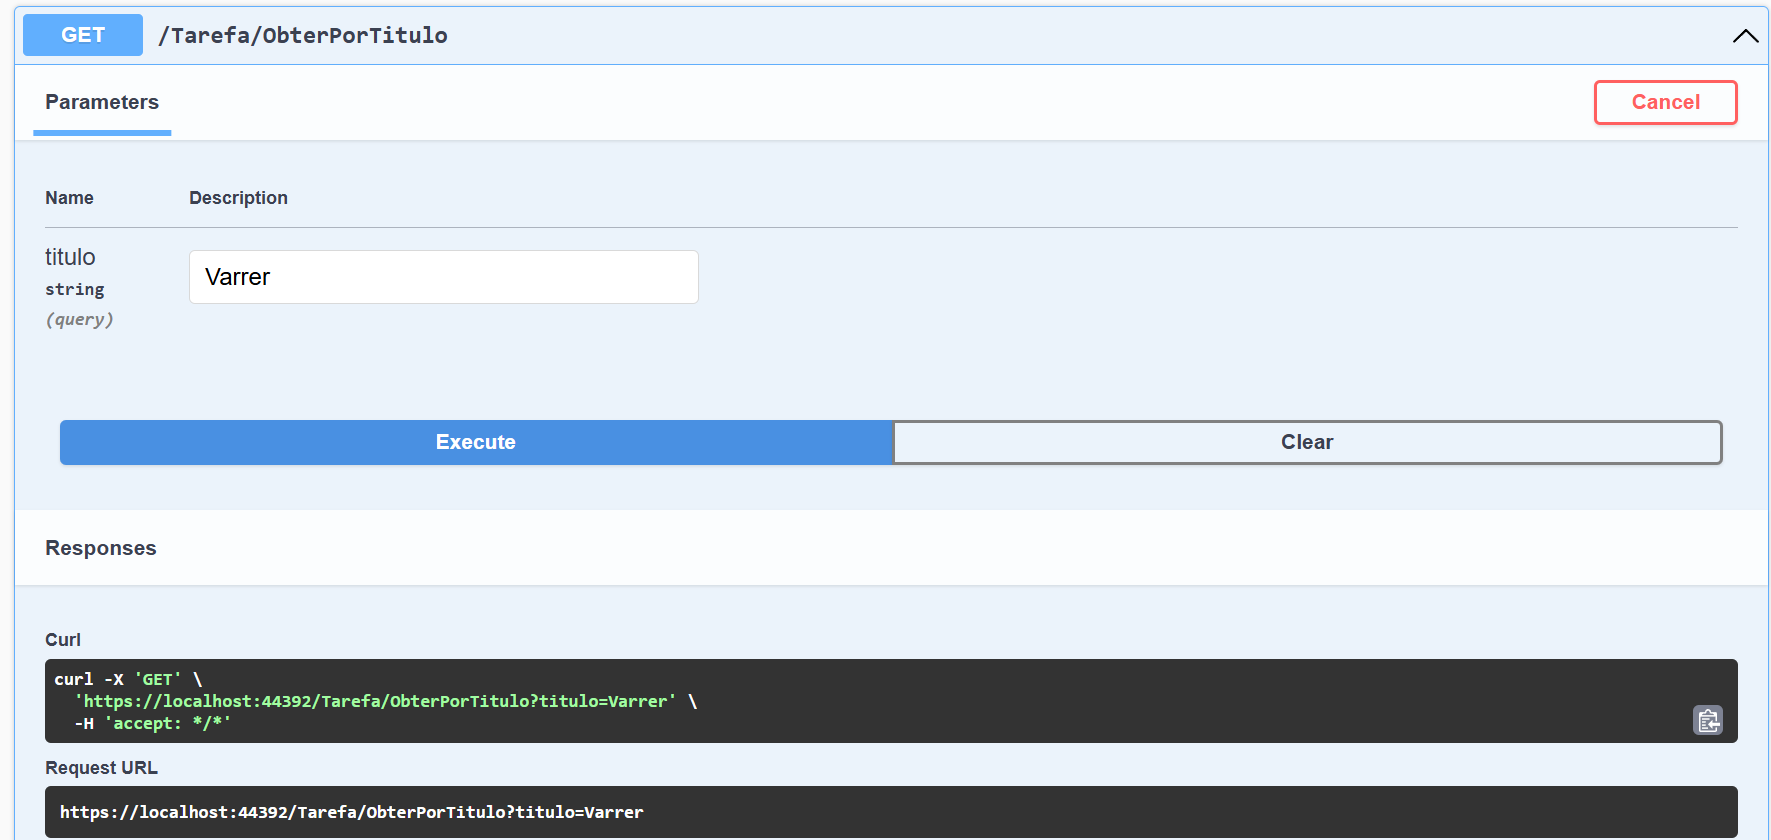 GET /Tarefa/ObterPorTitulo
Parameters
Cancel
Name Description
titulo
string
(query)
Varrer
Execute Clear
Responses
Curl
curl -X 'GET' \
'https://localhost:44392/Tarefa/ObterPorTitulo?titulo=Varrer' \
-H 'accept: */*'
Request URL
https://localhost:44392/Tarefa/ObterPorTitulo?titulo=Varrer